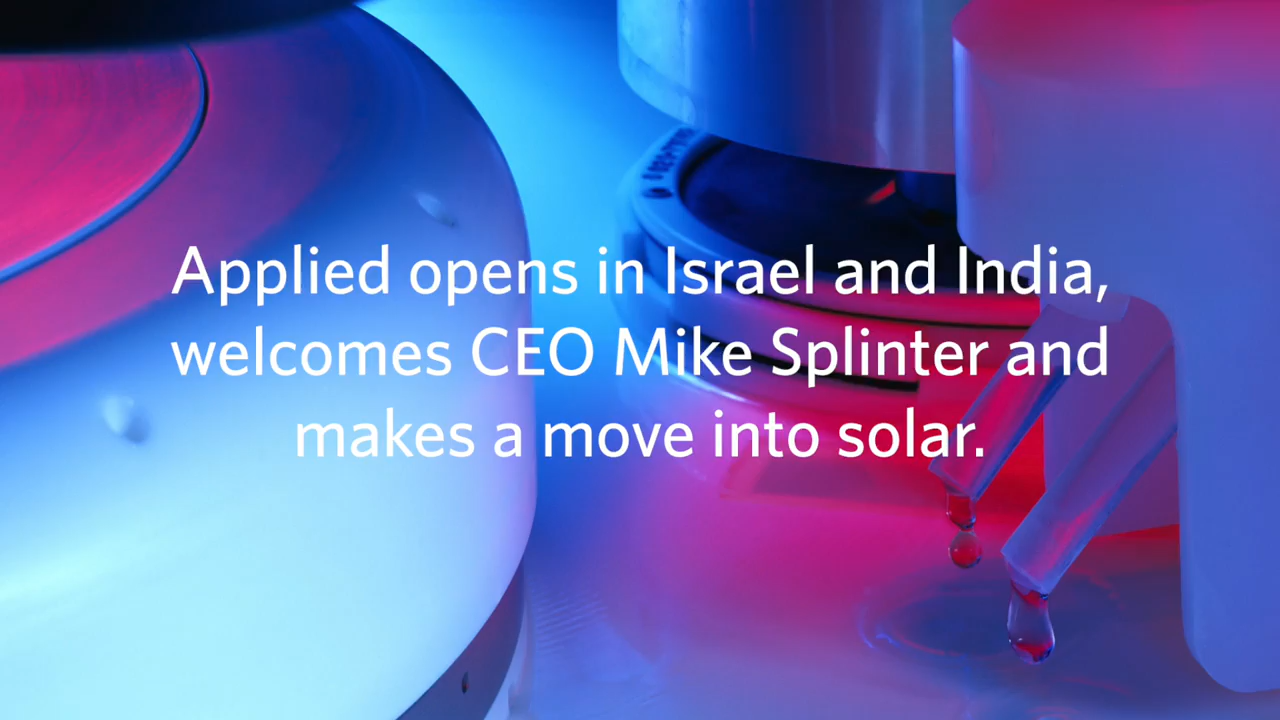 Applied opens in Israel and India,
welcomes CEO Mike Splinter and
makes a move into solar.